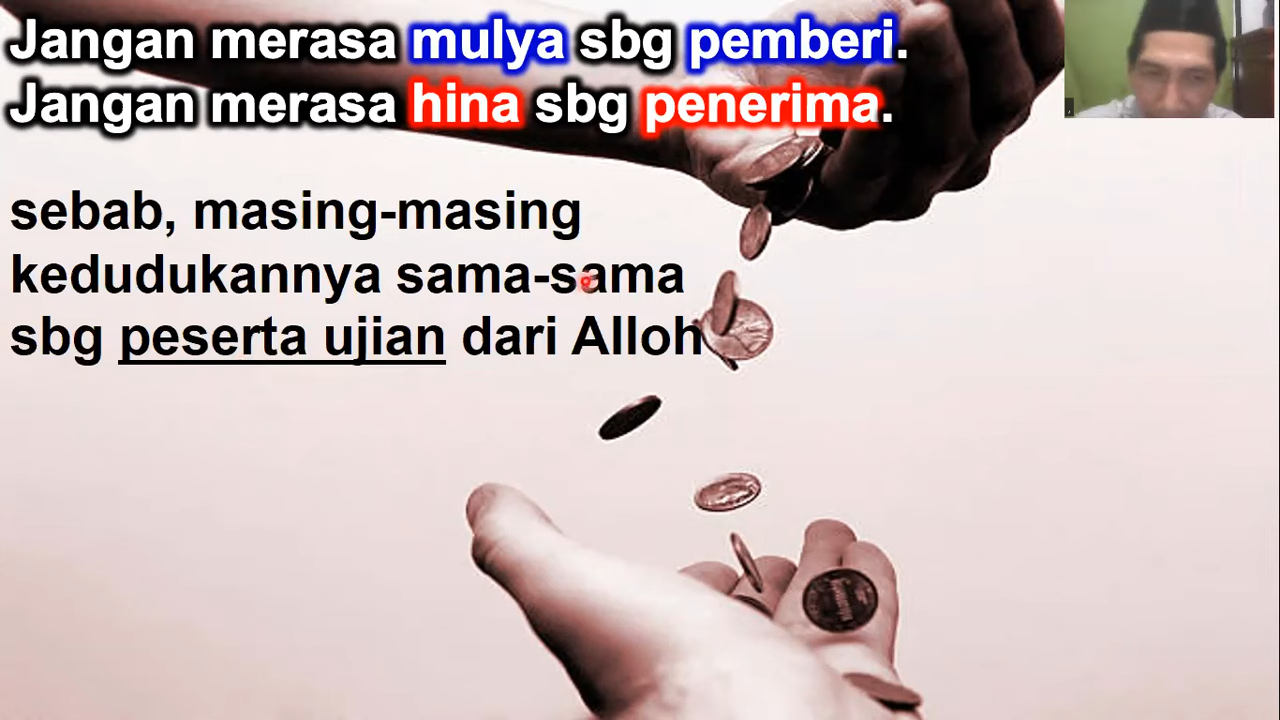 Jangan merasa mulya sbg pemberi.
Jangan merasa hina sbg penerima.
sebab, masing-masing
kedudukannya sama-sama
sbg peserta ujian dari Alloh